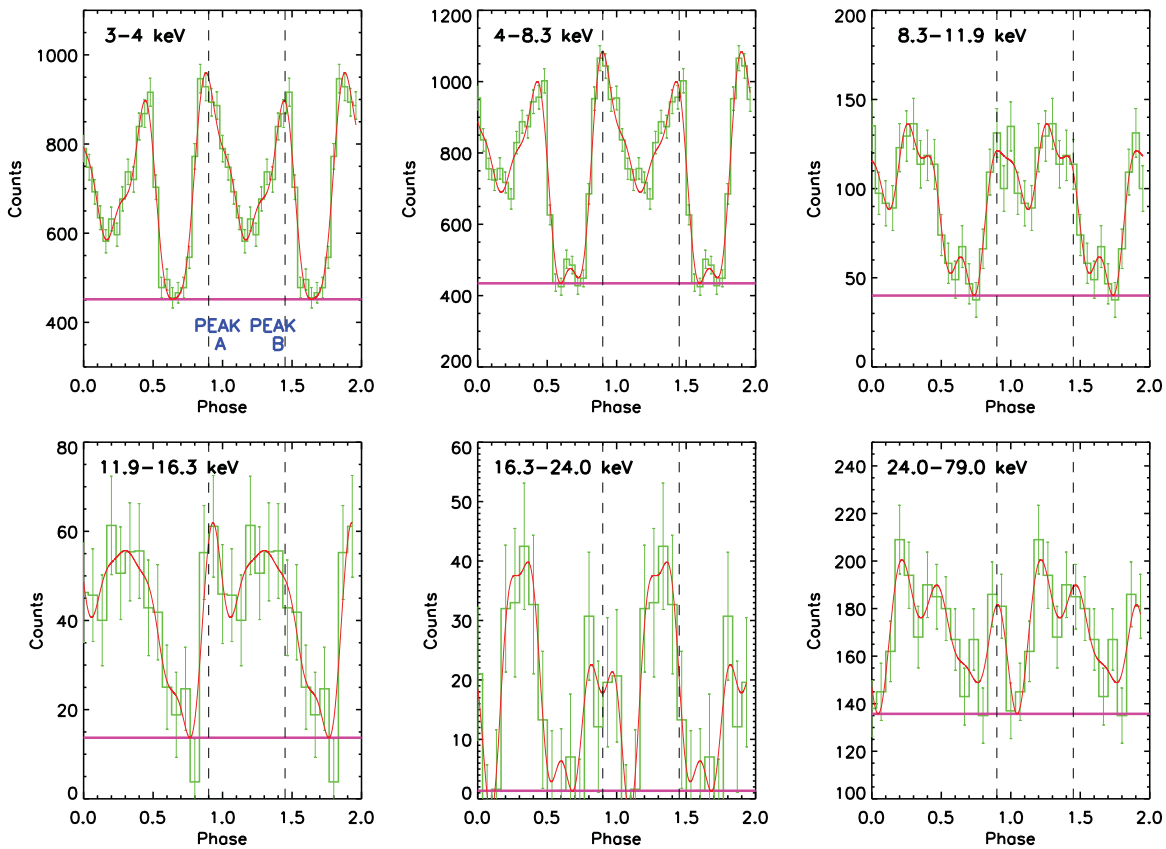 3-4 keV
1000
800
600
400
Counts
PEAK PEAK
A B
0.0 0.5 1.0 1.5 2.0
Phase
4-8.3 keV
1200
1000
800
600
400
200
Counts
0.0 0.5 1.0 1.5 2.0
Phase
8.3-11.9 keV
200
150
100
50
0
Counts
0.0 0.5 1.0 1.5 2.0
Phase
11.9-16.3 keV
80
60
40
20
0
Counts
0.0 0.5 1.0 1.5 2.0
Phase
16.3-24.0 keV
60
50
40
30
20
10
0
Counts
0.0 0.5 1.0 1.5 2.0
Phase
24.0-79.0 keV
240
220
200
180
160
140
120
100
Counts
0.0 0.5 1.0 1.5 2.0
Phase